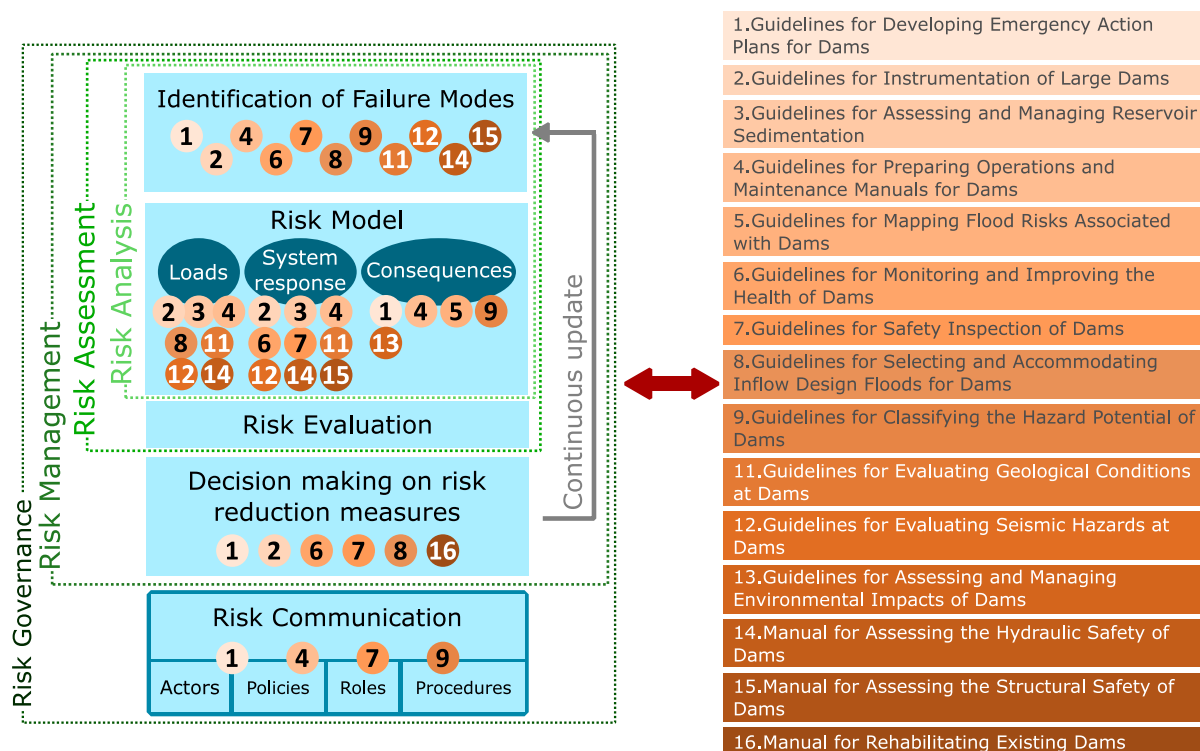 Identification of Failure Modes
1 4 7 9 12 15
2 6 8 11 14
Risk Model
Loads
System
response
Consequences
2 3 4
8 11
12 14
2 3 4
6 7 11
12 14 15
1 4 5 9
13
Risk Evaluation
Decision making on risk
reduction measures
1 2 6 7 8 16
Risk Communication
1 4 7 9
Actors
Policies
Roles
Procedures
Risk Governance
Risk Management
Risk Assessment
Risk Analysis
Continuous update
1.Guidelines for Developing Emergency Action
Plans for Dams
2.Guidelines for Instrumentation of Large Dams
3.Guidelines for Assessing and Managing Reservoir
Sedimentation
4.Guidelines for Preparing Operations and
Maintenance Manuals for Dams
5.Guidelines for Mapping Flood Risks Associated
with Dams
6.Guidelines for Monitoring and Improving the
Health of Dams
7.Guidelines for Safety Inspection of Dams
8.Guidelines for Selecting and Accommodating
Inflow Design Floods for Dams
9.Guidelines for Classifying the Hazard Potential of
Dams
11.Guidelines for Evaluating Geological Conditions
at Dams
12.Guidelines for Evaluating Seismic Hazards at
Dams
13.Guidelines for Assessing and Managing
Environmental Impacts of Dams
14.Manual for Assessing the Hydraulic Safety of
Dams
15.Manual for Assessing the Structural Safety of
Dams
16.Manual for Rehabilitating Existing Dams